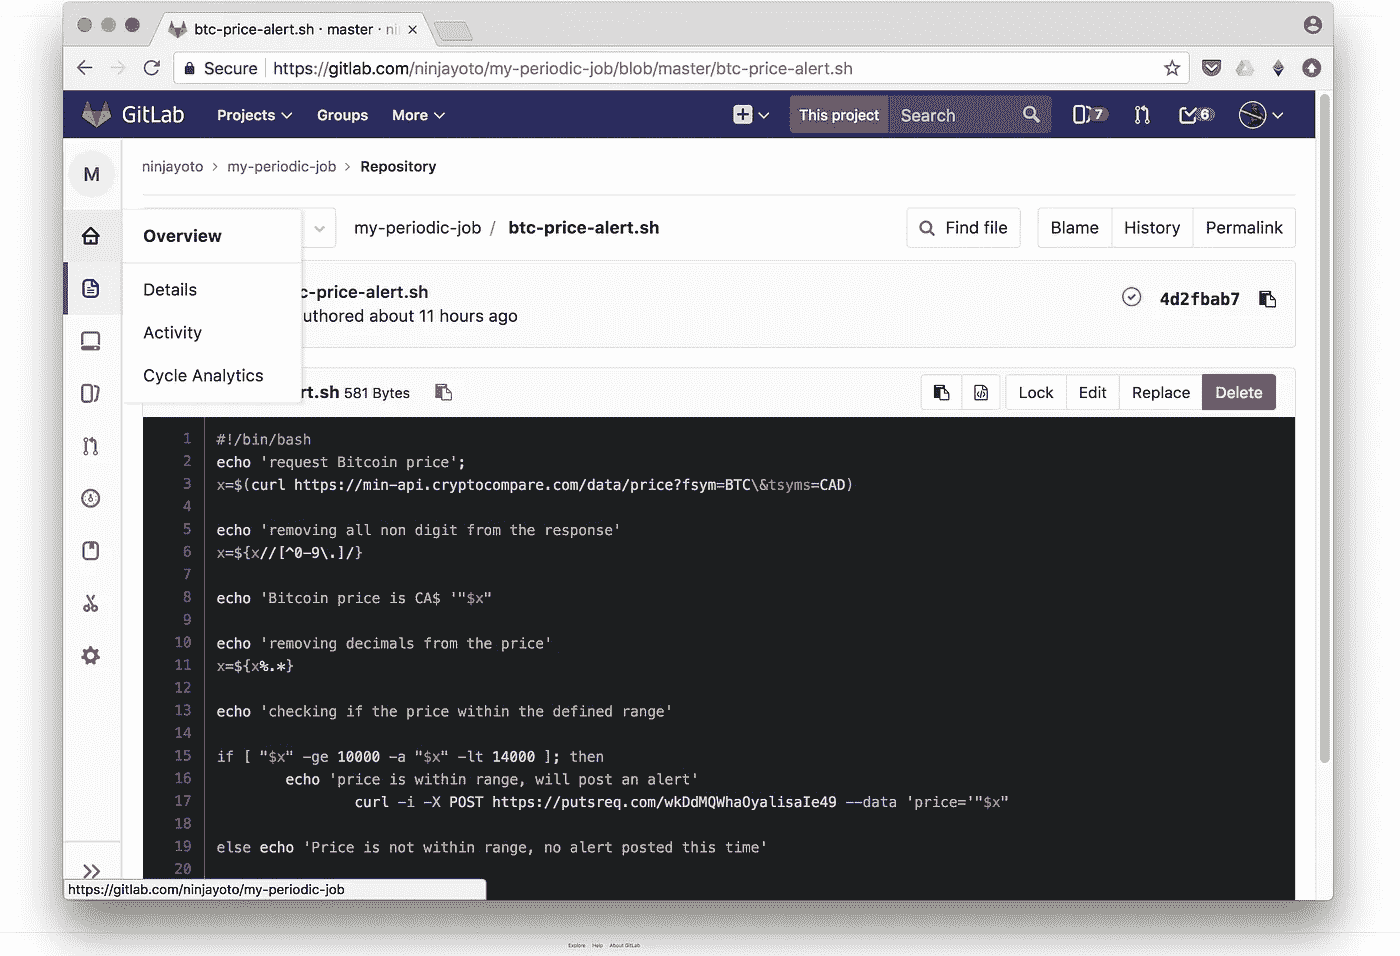 btc-price-alert.sh · master · ni
Secure https://gitlab.com/ninjayoto/my-periodic-job/blob/master/btc-price-alert.sh
GitLab Projects Groups More This project Search 7 6
M ninjayoto > my-periodic-job > Repository
my-periodic-job / btc-price-alert.sh Find file Blame History Permalink
Overview
Details
Activity
Cycle Analytics
c-price-alert.sh
uthored about 11 hours ago
4d2fbab7
rt.sh 581 Bytes Lock Edit Replace Delete
1 #!/bin/bash
2 echo 'request Bitcoin price';
3 x=$(curl https://min-api.cryptocompare.com/data/price?fsym=BTC\&tsyms=CAD)
4
5 echo 'removing all non digit from the response'
6 x=${x//[^0-9\.]/}
7
8 echo 'Bitcoin price is CA$ '"$x"
9
10 echo 'removing decimals from the price'
11 x=${x%.*}
12
13 echo 'checking if the price within the defined range'
14
15 if [ "$x" -ge 10000 -a "$x" -lt 14000 ]; then
16 echo 'price is within range, will post an alert'
17 curl -i -X POST https://putsreq.com/wkDdMQWhaOyalisaIe49 --data 'price='"$x"
18
19 else echo 'Price is not within range, no alert posted this time'
20
https://gitlab.com/ninjayoto/my-periodic-job
Explore Help About GitLab